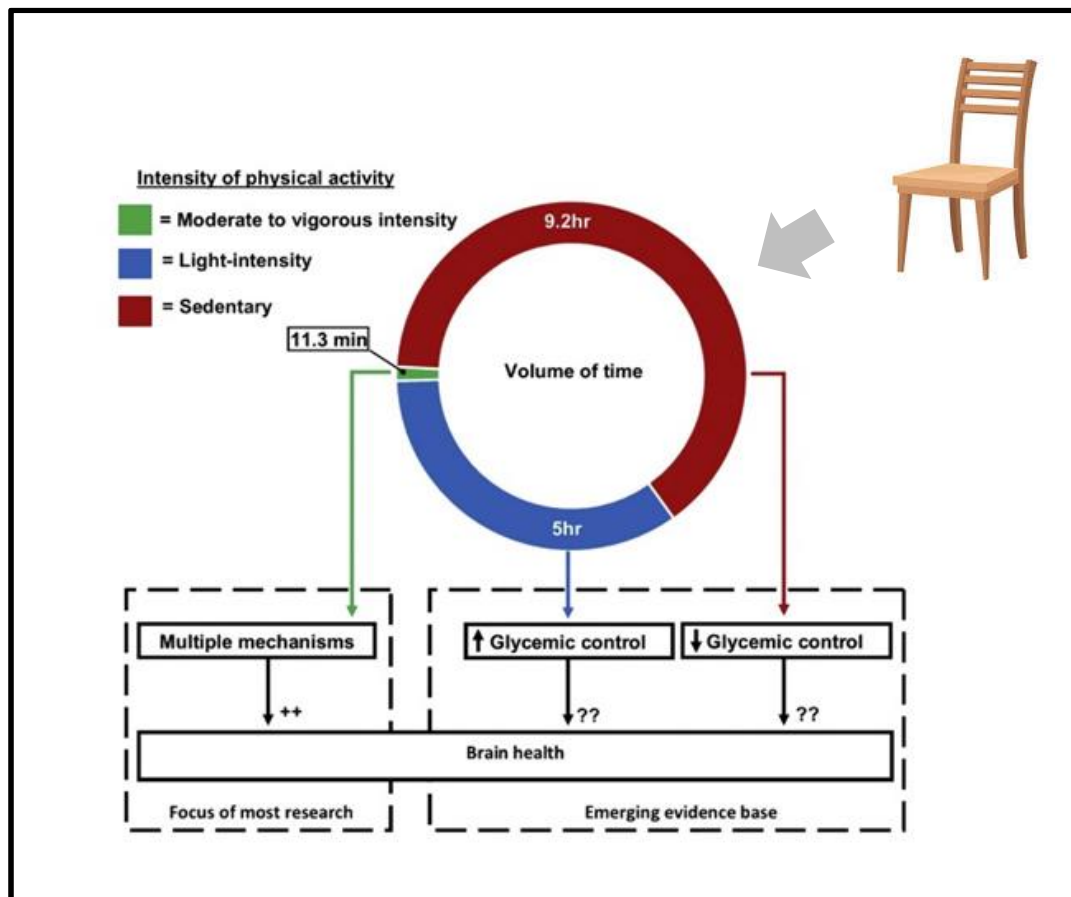 Intensity of physical activity
= Moderate to vigorous intensity
= Light-intensity
= Sedentary
9.2hr
11.3 min
Volume of time
5hr
Multiple mechanisms
Glycemic control
Glycemic control
++
??
??
Brain health
Focus of most research
Emerging evidence base